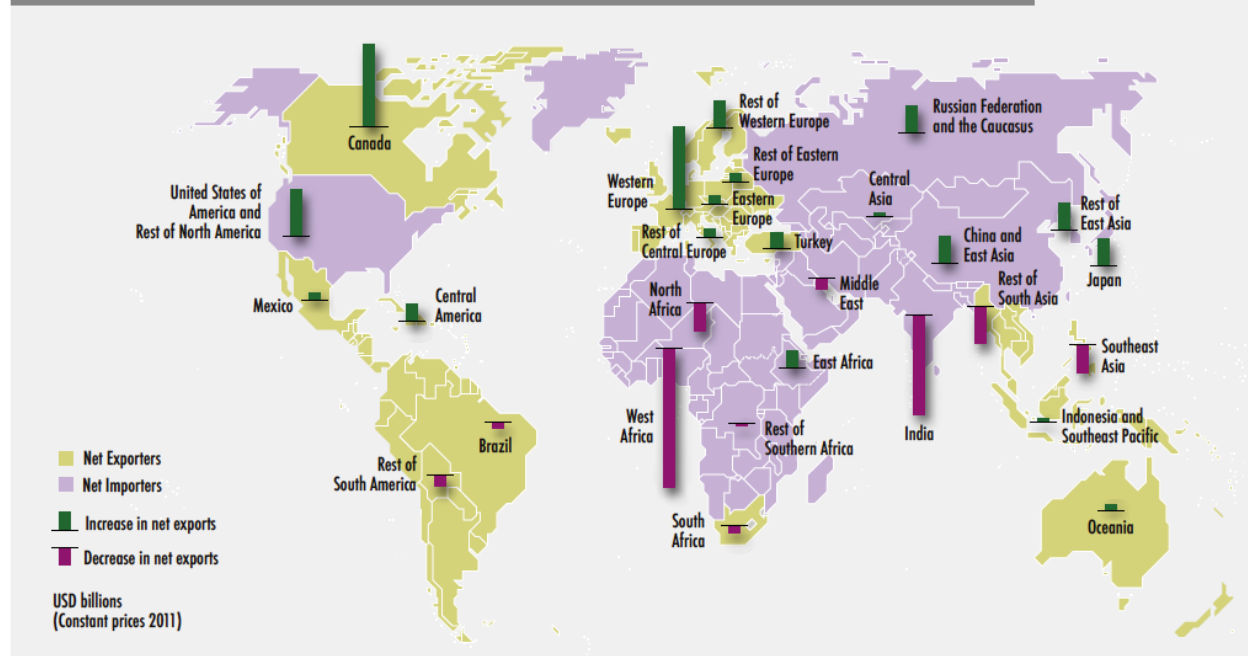 Canada
Rest of
Western Europe
Russian Federation
and the Caucasus
Rest of Eastern
Europe
United States of
America and
Rest of North America
Western
Europe
Eastern
Europe
Central
Asia
Rest of
East Asia
Rest of
Central Europe
Turkey
China and
East Asia
Japan
Mexico
Central
America
North
Africa
Middle
East
Rest of
South Asia
East Africa
Southeast
Asia
West
Africa
Rest of
Southern Africa
India
Indonesia and
Southeast Pacific
Brazil
Rest of
South America
South
Africa
Oceania
Net Exporters
Net Importers
Increase in net exports
Decrease in net exports
USD billions
(Constant prices 2011)